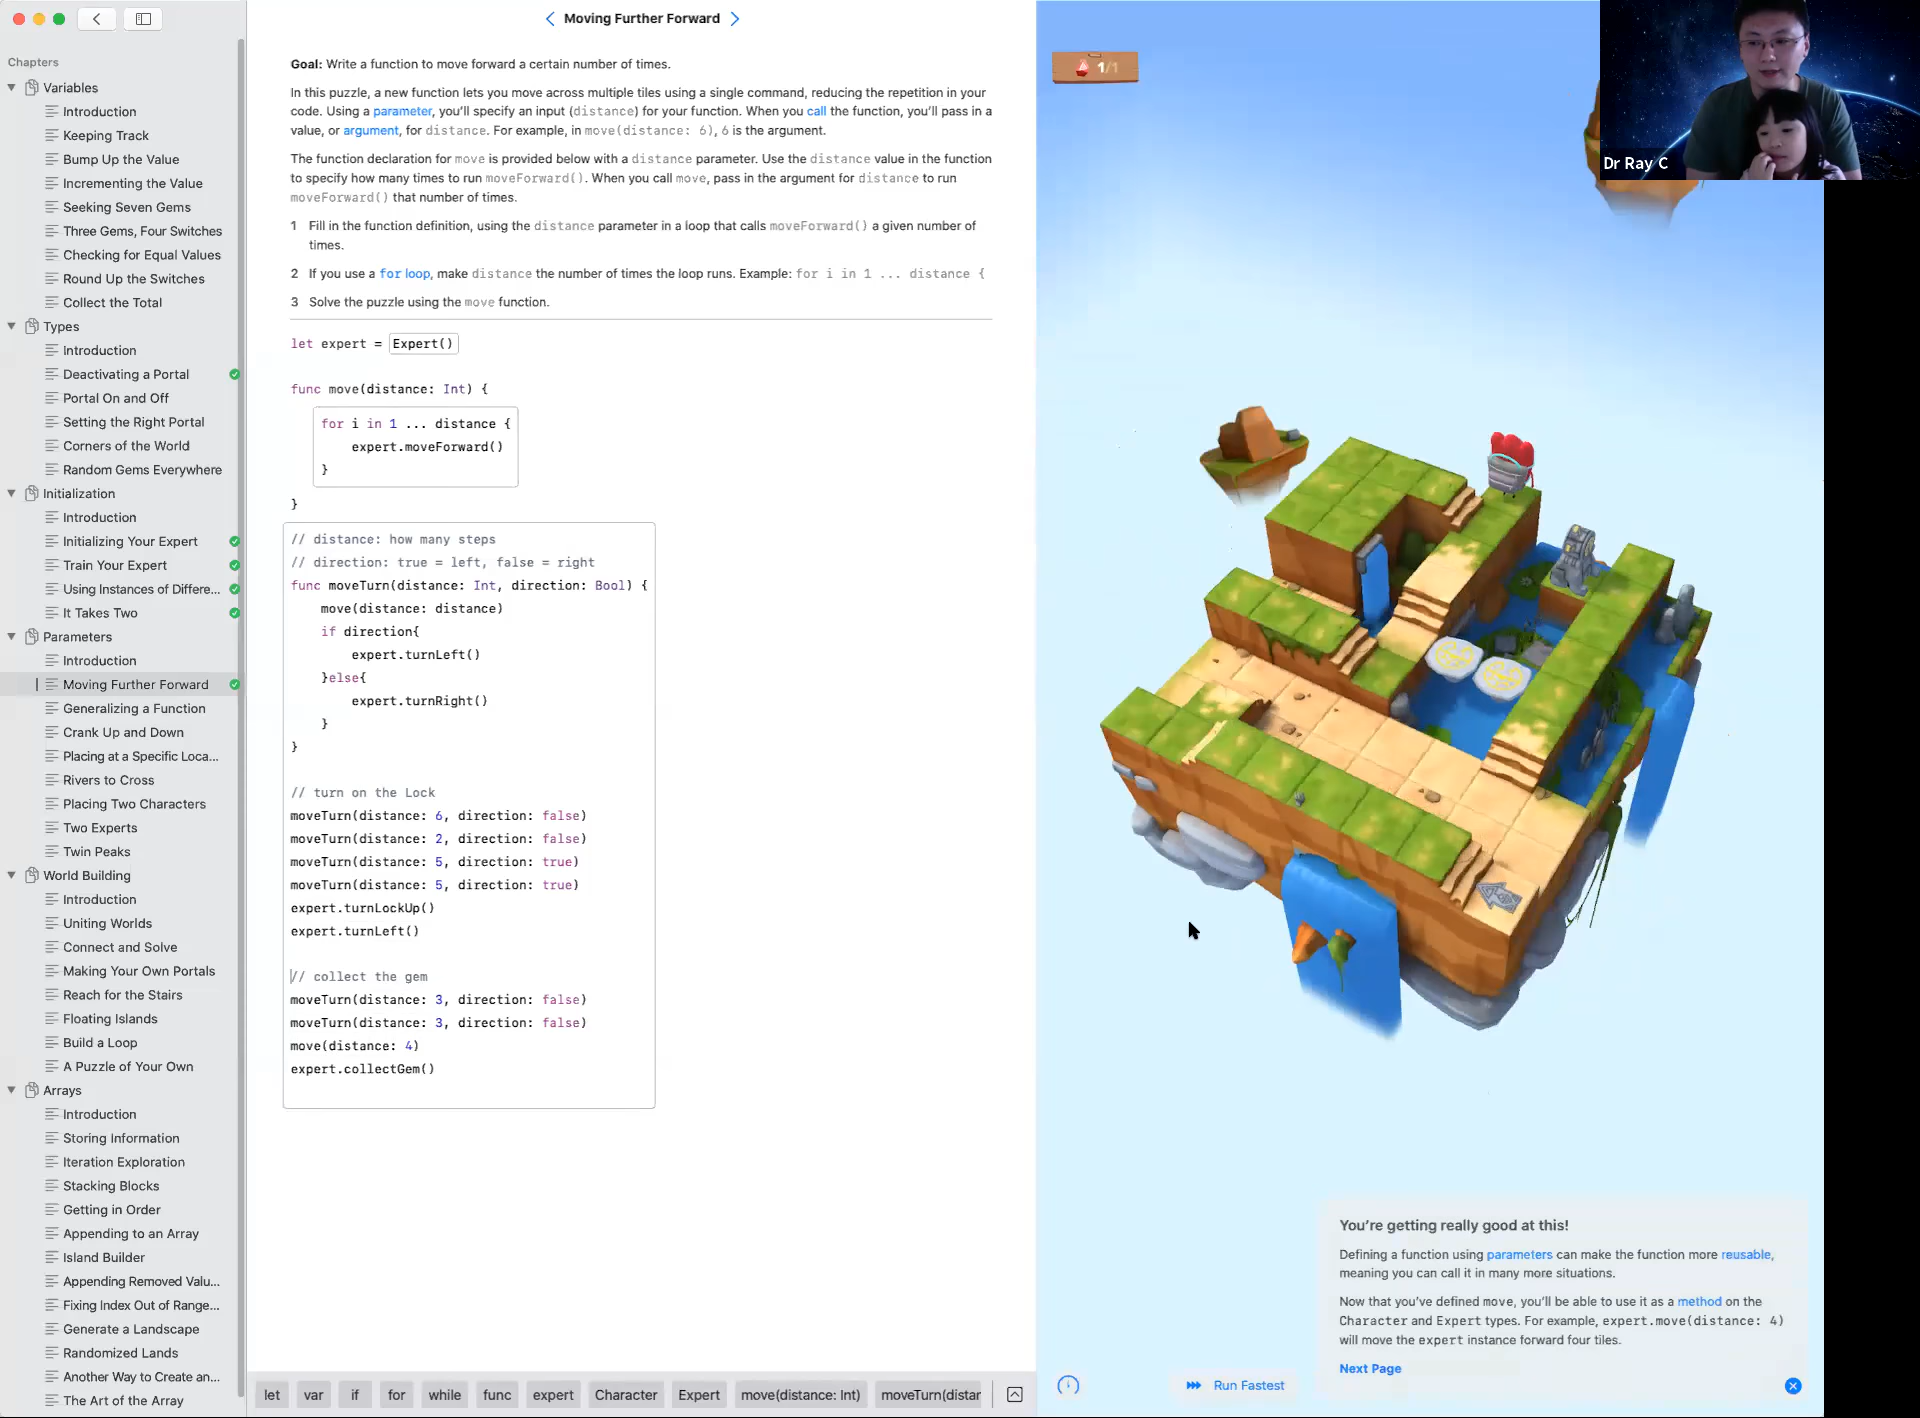 Moving Further Forward
Chapters
Variables
Introduction
Keeping Track
Bump Up the Value
Incrementing the Value
Seeking Seven Gems
Three Gems, Four Switches
Checking for Equal Values
Round Up the Switches
Collect the Total
Types
Introduction
Deactivating a Portal
Portal On and Off
Setting the Right Portal
Corners of the World
Random Gems Everywhere
Initialization
Introduction
Initializing Your Expert
Train Your Expert
Using Instances of Differe...
It Takes Two
Parameters
Introduction
Moving Further Forward
Generalizing a Function
Crank Up and Down
Placing at a Specific Loca...
Rivers to Cross
Placing Two Characters
Two Experts
Twin Peaks
World Building
Introduction
Uniting Worlds
Connect and Solve
Making Your Own Portals
Reach for the Stairs
Floating Islands
Build a Loop
A Puzzle of Your Own
Arrays
Introduction
Storing Information
Iteration Exploration
Stacking Blocks
Getting in Order
Appending to an Array
Island Builder
Appending Removed Valu...
Fixing Index Out of Range...
Generate a Landscape
Randomized Lands
Another Way to Create an...
The Art of the Array
Goal: Write a function to move forward a certain number of times.
In this puzzle, a new function lets you move across multiple tiles using a single command, reducing the repetition in your
code. Using a parameter, you'll specify an input (distance) for your function. When you call the function, you'll pass in a
value, or argument, for distance. For example, in move(distance: 6), 6 is the argument.
The function declaration for move is provided below with a distance parameter. Use the distance value in the function
to specify how many times to run moveForward(). When you call move, pass in the argument for distance to run
moveForward() that number of times.
1 Fill in the function definition, using the distance parameter in a loop that calls moveForward() a given number of
times.
2 If you use a for loop, make distance the number of times the loop runs. Example: for i in 1 ... distance {
3 Solve the puzzle using the move function.
let expert = Expert()
func move(distance: Int) {
for i in 1 ... distance {
expert.moveForward()
}
}
// distance: how many steps
// direction: true = left, false = right
func moveTurn(distance: Int, direction: Bool) {
move(distance: distance)
if direction{
expert.turnLeft()
}else{
expert.turnRight()
}
}
// turn on the Lock
moveTurn(distance: 6, direction: false)
moveTurn(distance: 2, direction: false)
moveTurn(distance: 5, direction: true)
moveTurn(distance: 5, direction: true)
expert.turnLockUp()
expert.turnLeft()
// collect the gem
moveTurn(distance: 3, direction: false)
moveTurn(distance: 3, direction: false)
move(distance: 4)
expert.collectGem()
let var if for while func expert Character Expert move(distance: Int) moveTurn(distar
1/1
Dr Ray C
You're getting really good at this!
Defining a function using parameters can make the function more reusable,
meaning you can call it in many more situations.
Now that you've defined move, you'll be able to use it as a method on the
Character and Expert types. For example, expert.move(distance: 4)
will move the expert instance forward four tiles.
Next Page
Run Fastest